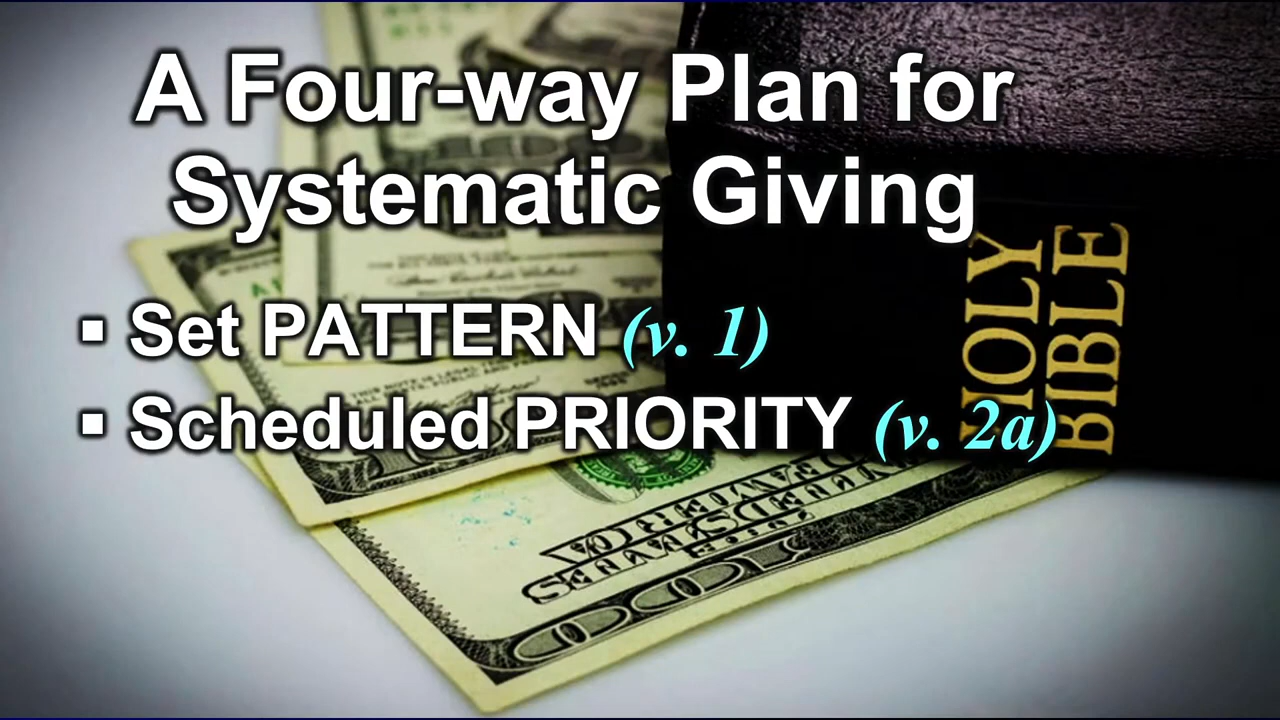 A Four-way Plan for
Systematic Giving
▪ Set PATTERN (v. 1)
▪ Scheduled PRIORITY (v. 2a)
HOLY
BIBLE